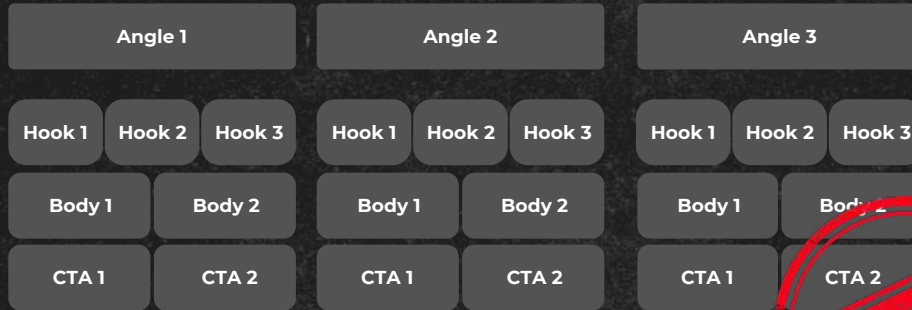 Angle 1 Angle 2 Angle 3
Hook 1 Hook 2 Hook 3 Hook 1 Hook 2 Hook 3 Hook 1 Hook 2 Hook 3
Body 1 Body 2 Body 1 Body 2 Body 1 Body 2
CTA 1 CTA 2 CTA 1 CTA 2 CTA 1 CTA 2